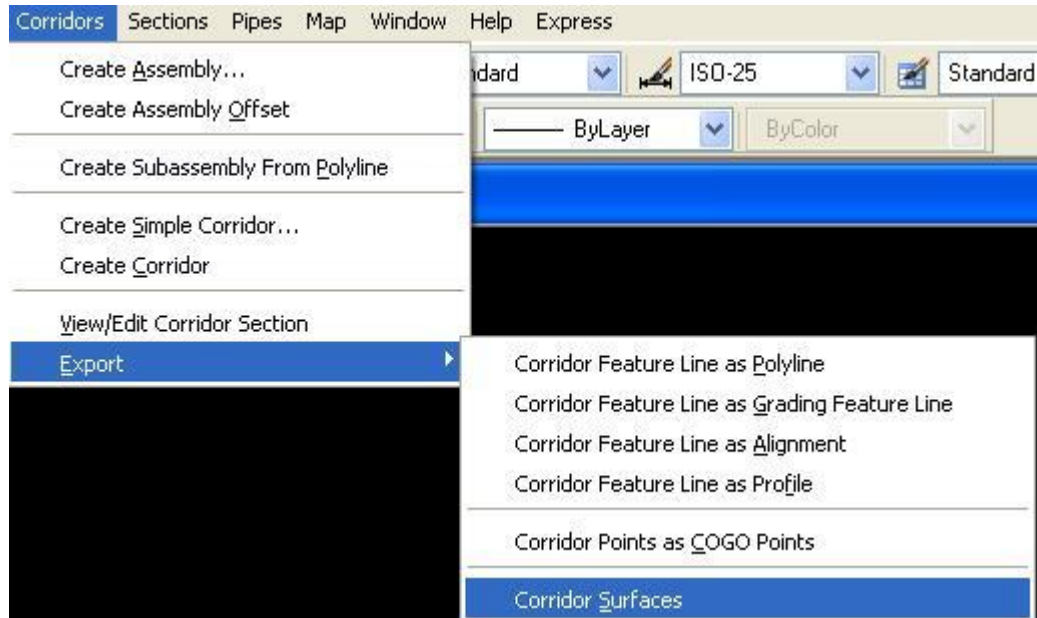 Corridors Sections Pipes Map Window Help Express
Create Assembly...
dard ISO-25 Standard
Create Assembly Offset
ByLayer ByColor
Create Subassembly From Polyline
Create Simple Corridor...
Create Corridor
View/Edit Corridor Section
Export
Corridor Feature Line as Polyline
Corridor Feature Line as Grading Feature Line
Corridor Feature Line as Alignment
Corridor Feature Line as Profile
Corridor Points as COGO Points
Corridor Surfaces